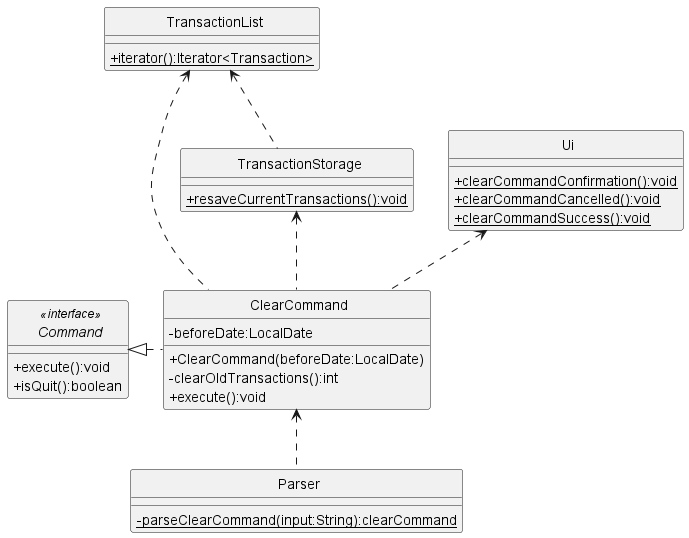 TransactionList
+iterator():Iterator<Transaction>
TransactionStorage
+resaveCurrentTransactions():void
Ui
+clearCommandConfirmation():void
+clearCommandCancelled():void
+clearCommandSuccess():void
«interface»
Command
+execute():void
+isQuit():boolean
ClearCommand
-beforeDate:LocalDate
+ClearCommand(beforeDate:LocalDate)
-clearOldTransactions():int
+execute():void
Parser
-parseClearCommand(input:String):clearCommand